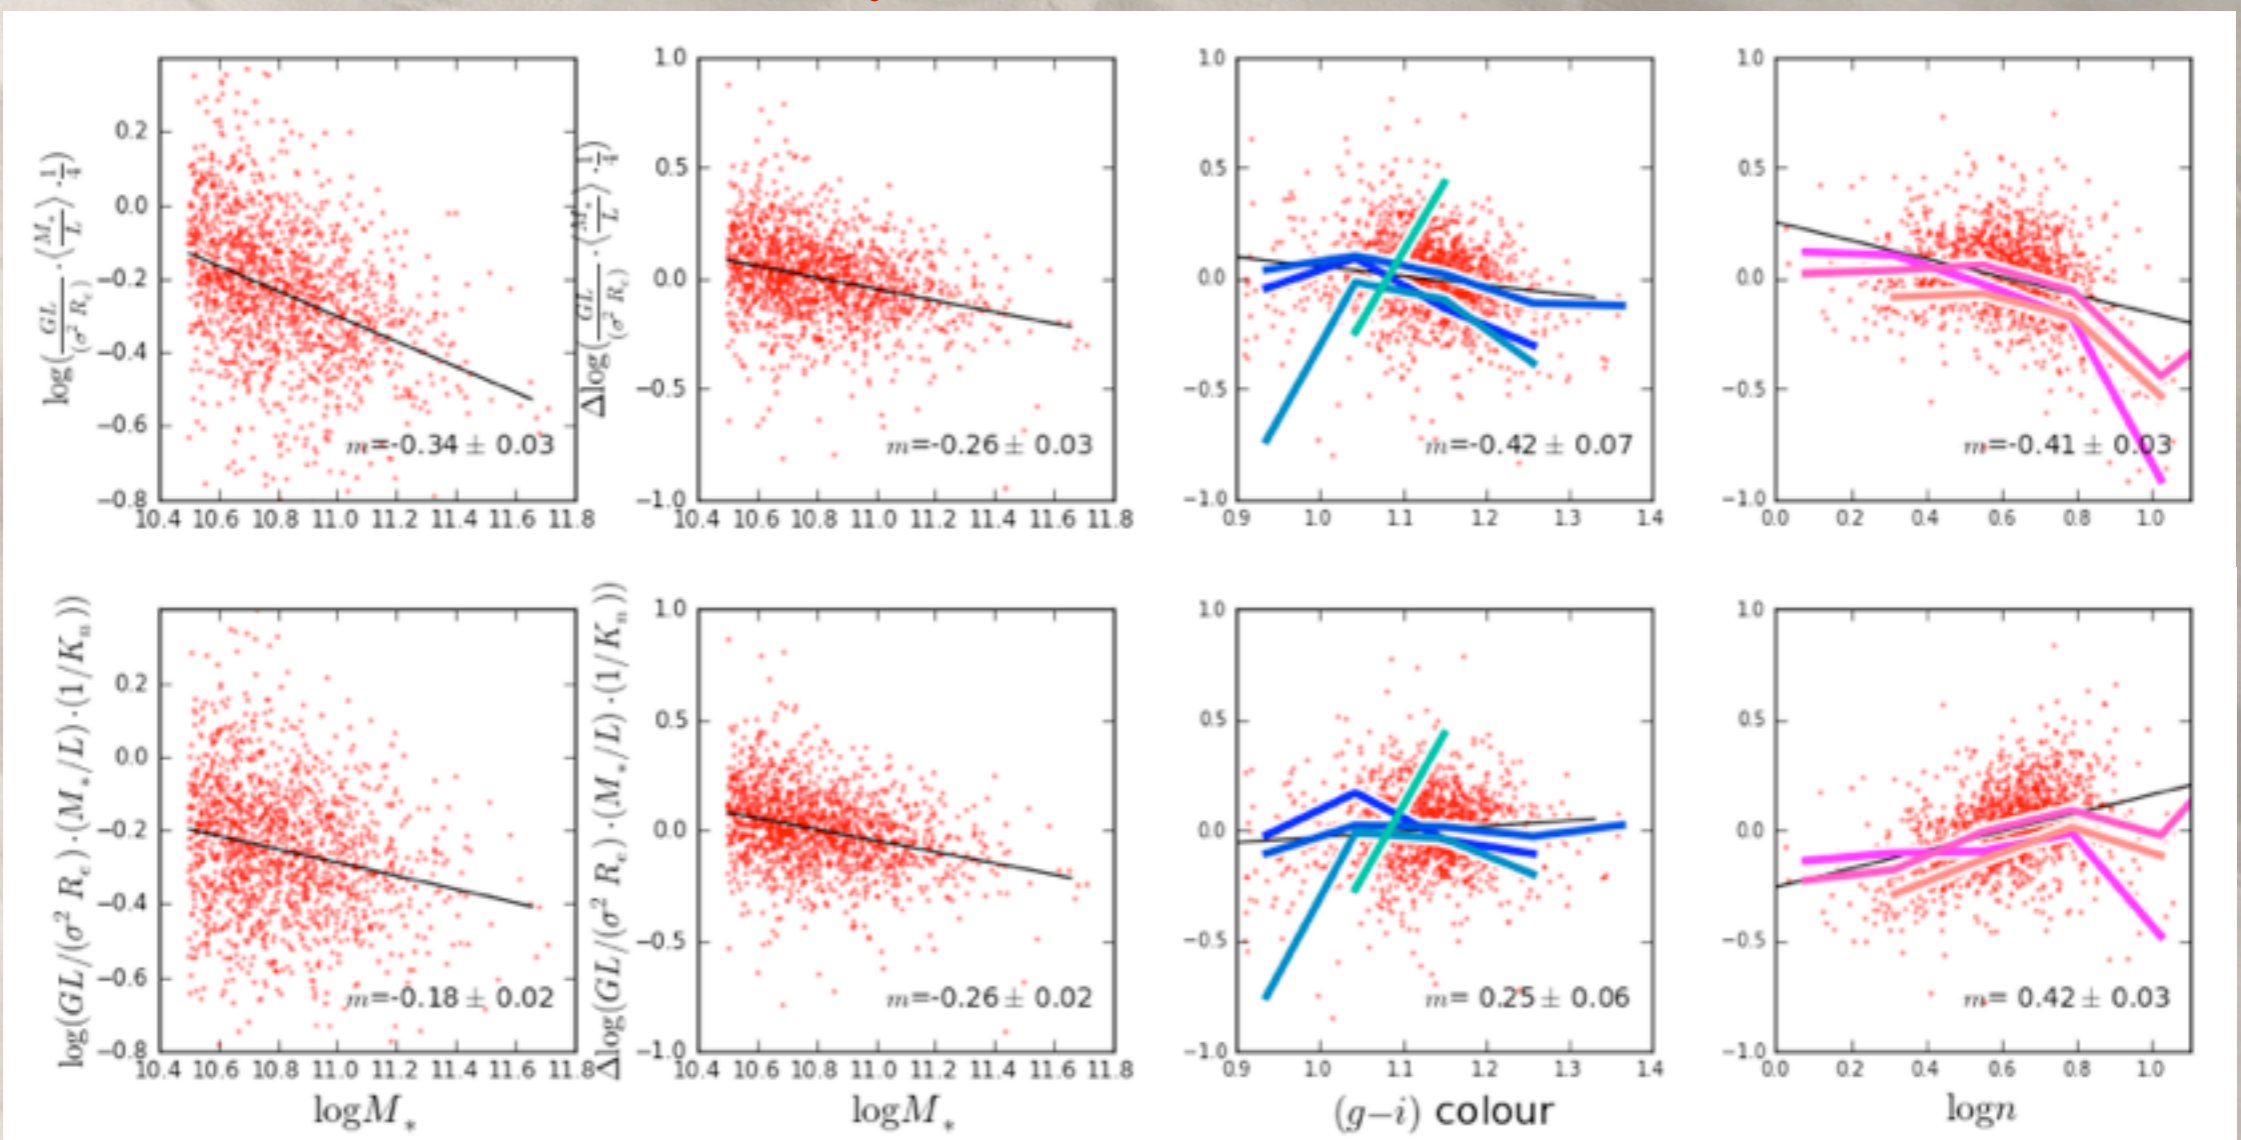 log(GL/(σ² R_e) · ⟨M_*/L⟩ · 1/4)
0.2
0.0
−0.2
−0.4
−0.6
−0.8
10.4 10.6 10.8 11.0 11.2 11.4 11.6 11.8
m=-0.34 ± 0.03
Δlog(GL/(σ² R_e) · ⟨M_*/L⟩ · 1/4)
1.0
0.5
0.0
−0.5
−1.0
10.4 10.6 10.8 11.0 11.2 11.4 11.6 11.8
m=-0.26 ± 0.03
1.0
0.5
0.0
−0.5
−1.0
0.9 1.0 1.1 1.2 1.3 1.4
m=-0.42 ± 0.07
1.0
0.5
0.0
−0.5
−1.0
0.0 0.2 0.4 0.6 0.8 1.0
m=-0.41 ± 0.03
log(GL/(σ² R_e)·(M_*/L)·(1/K_n))
0.2
0.0
−0.2
−0.4
−0.6
−0.8
10.4 10.6 10.8 11.0 11.2 11.4 11.6 11.8
m=-0.18 ± 0.02
logM_*
Δlog(GL/(σ² R_e)·(M_*/L)·(1/K_n))
1.0
0.5
0.0
−0.5
−1.0
10.4 10.6 10.8 11.0 11.2 11.4 11.6 11.8
m=-0.26 ± 0.02
logM_*
1.0
0.5
0.0
−0.5
−1.0
0.9 1.0 1.1 1.2 1.3 1.4
m= 0.25 ± 0.06
(g−i) colour
1.0
0.5
0.0
−0.5
−1.0
0.0 0.2 0.4 0.6 0.8 1.0
m= 0.42 ± 0.03
logn